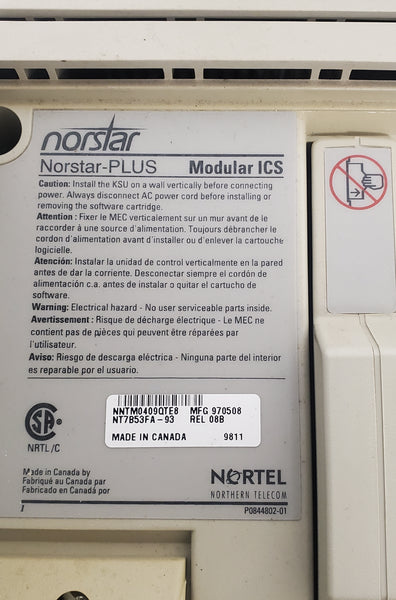 norstar
Norstar-PLUS Modular ICS
Caution: Install the KSU on a wall vertically before connecting
power. Always disconnect AC power cord before installing or
removing the software cartridge.
Attention : Fixer le MEC verticalement sur un mur avant de le
raccorder à une source d'alimentation. Toujours débrancher le
cordon d'alimentation avant d'installer ou d'enlever la cartouche
logicielle.
Atención: Instalar la unidad de control verticalmente en la pared
antes de dar la corriente. Desconectar siempre el cordón de
alimentación c.a. antes de instalar o quitar el cartucho de
software.
Warning: Electrical hazard - No user serviceable parts inside.
Avertissement : Risque de décharge électrique - Le MEC ne
contient pas de pièces qui peuvent être réparées par
l'utilisateur.
Aviso: Riesgo de descarga eléctrica - Ninguna parte del interior
es reparable por el usuario.
NNTM0409QTE8 MFG 970508
NT7B53FA-93 REL 08B
MADE IN CANADA 9811
SA
NRTL/C
Made in Canada by
Fabriqué au Canada par
Fabricado en Canadá por
NORTEL
NORTHERN TELECOM
P0844802-01